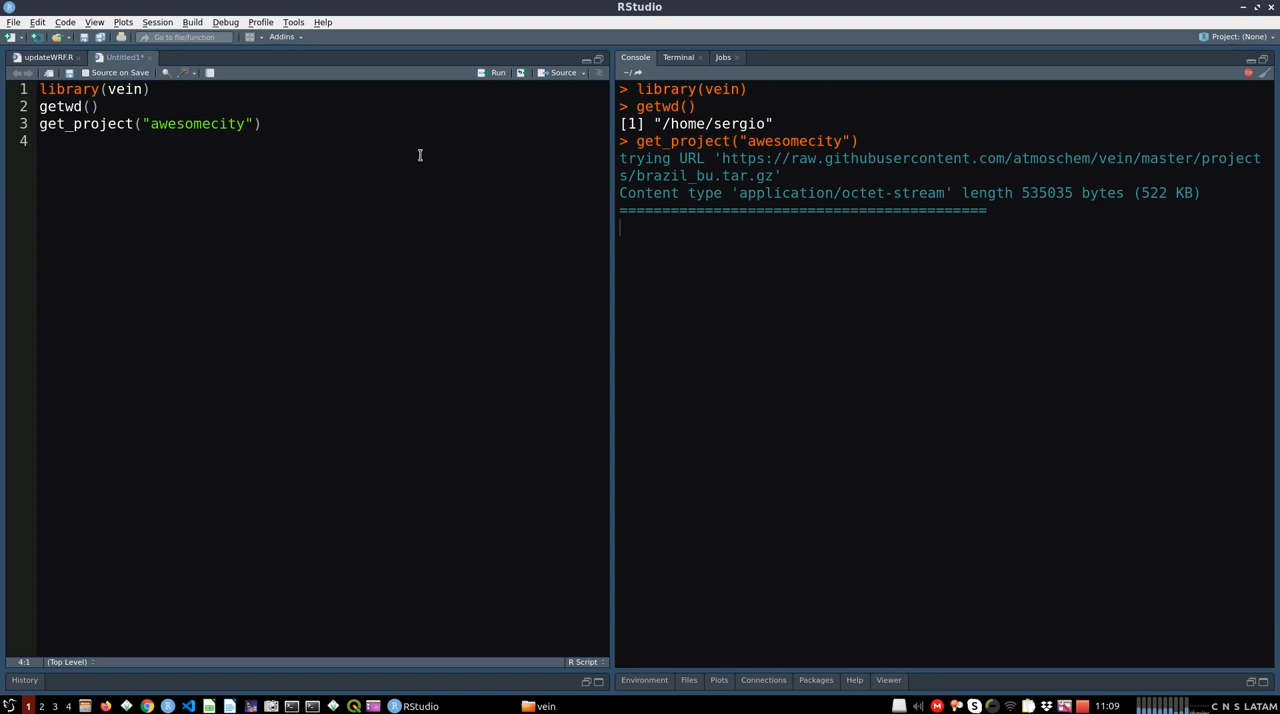 RStudio
File Edit Code View Plots Session Build Debug Profile Tools Help
Go to file/function Addins Project: (None)
updateWRF.R × Untitled1* ×
Source on Save Run Source
1 library(vein)
2 getwd()
3 get_project("awesomecity")
4
4:1 (Top Level) R Script
History
Console Terminal × Jobs ×
~/
> library(vein)
> getwd()
[1] "/home/sergio"
> get_project("awesomecity")
trying URL 'https://raw.githubusercontent.com/atmoschem/vein/master/project
s/brazil_bu.tar.gz'
Content type 'application/octet-stream' length 535035 bytes (522 KB)
==========================================
Environment Files Plots Connections Packages Help Viewer
1 2 3 4 RStudio vein 11:09 C N S LATAM